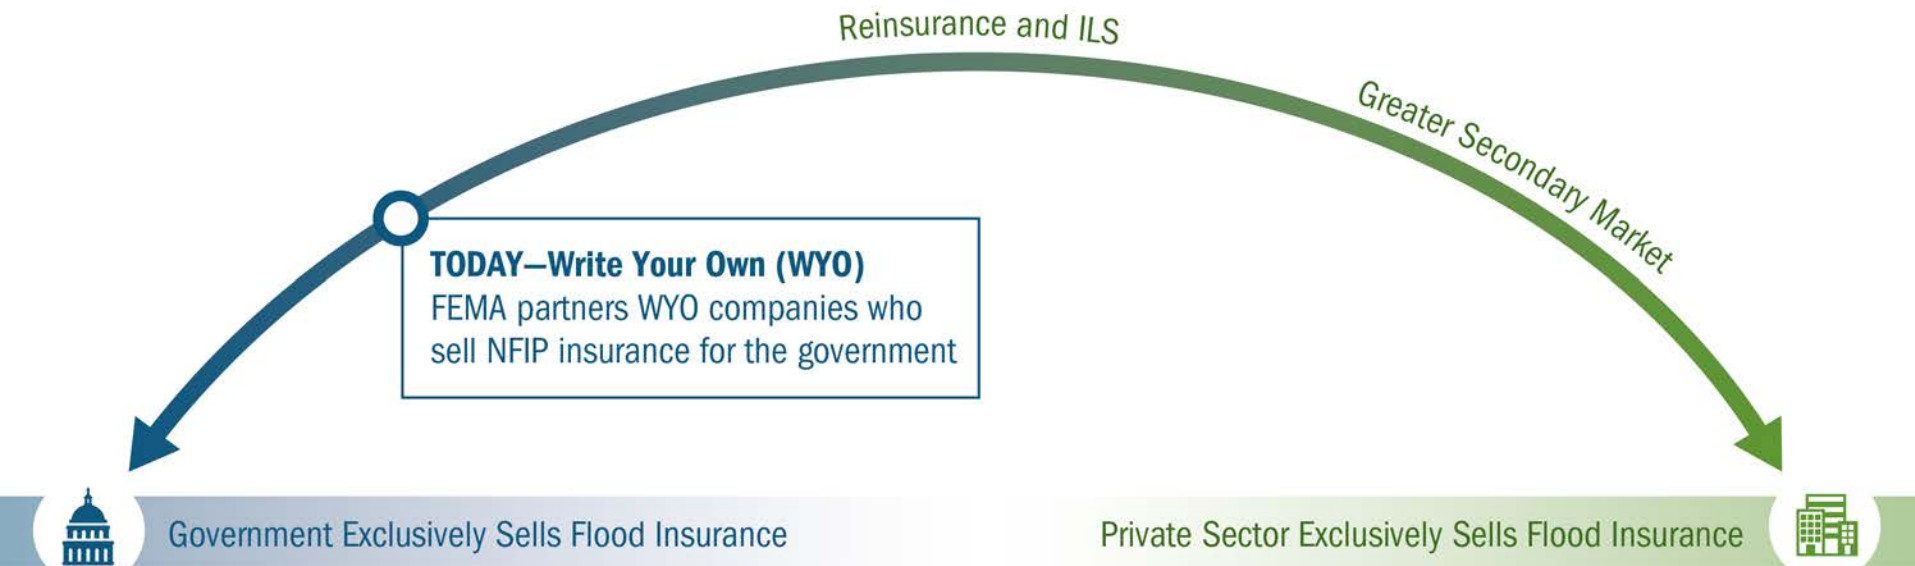 Reinsurance and ILS
Greater Secondary Market
TODAY—Write Your Own (WYO)
FEMA partners WYO companies who
sell NFIP insurance for the government
Government Exclusively Sells Flood Insurance
Private Sector Exclusively Sells Flood Insurance